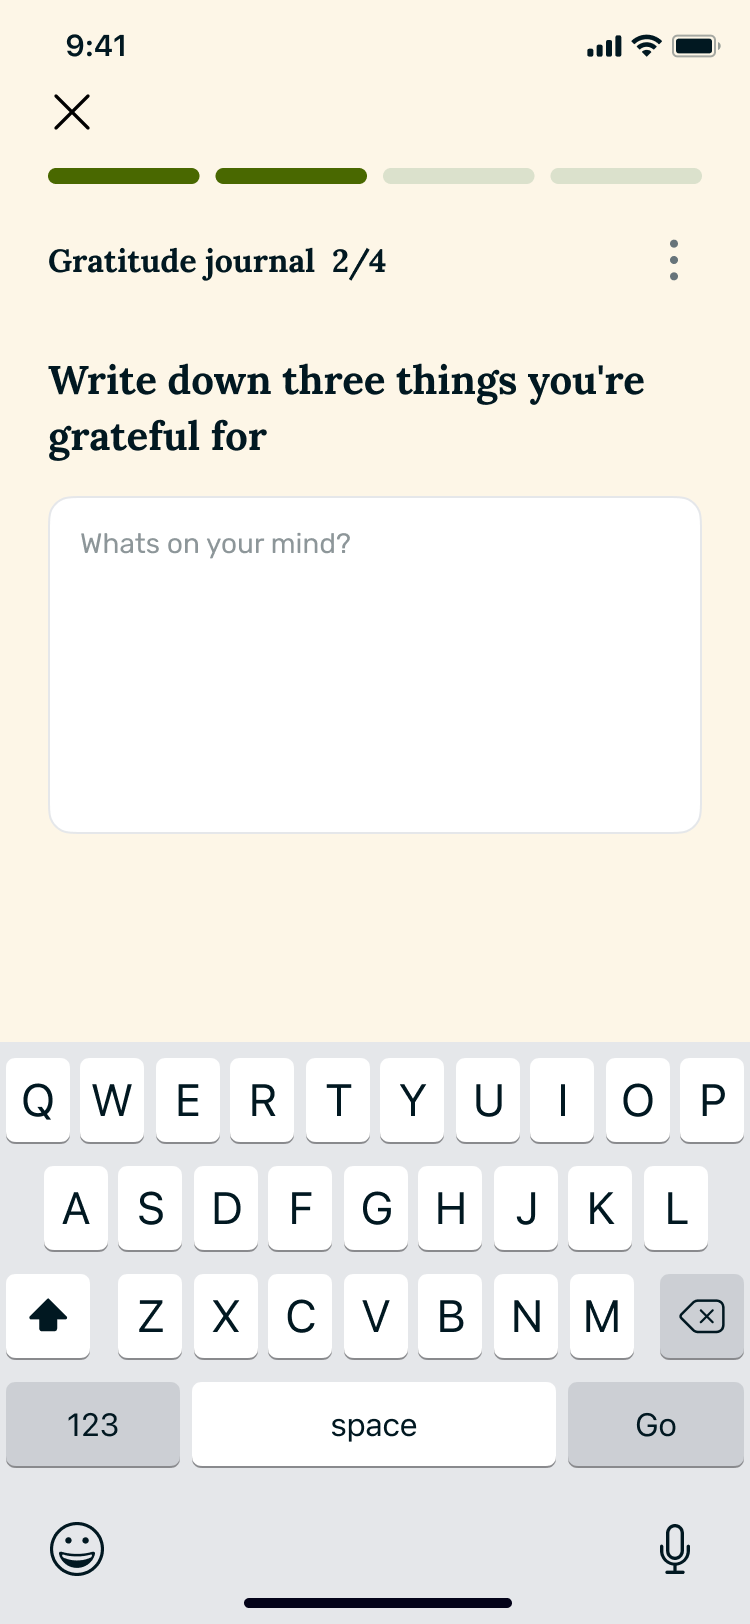 9:41
Gratitude journal 2/4
Write down three things you're
grateful for
Whats on your mind?
Q W E R T Y U I O P
A S D F G H J K L
Z X C V B N M
123 space Go